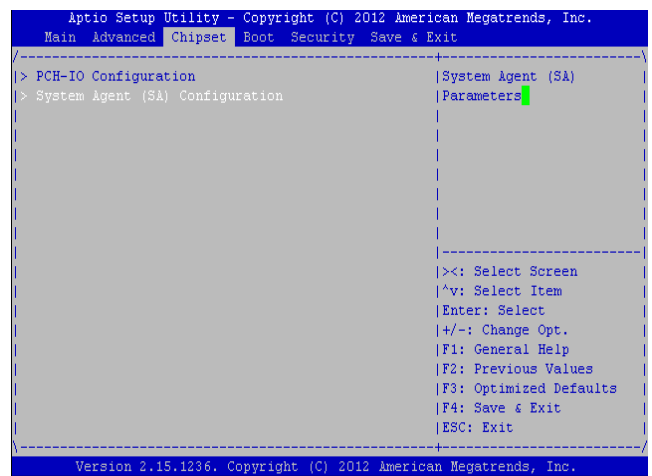 Aptio Setup Utility - Copyright (C) 2012 American Megatrends, Inc.
Main Advanced Chipset Boot Security Save & Exit
/----------------------------------------------------+------------------------\
|> PCH-IO Configuration |System Agent (SA) |
|> System Agent (SA) Configuration |Parameters |
| | |
| | |
| | |
| | |
| | |
| | |
| | |
| |------------------------|
| |><: Select Screen |
| |^v: Select Item |
| |Enter: Select |
| |+/-: Change Opt. |
| |F1: General Help |
| |F2: Previous Values |
| |F3: Optimized Defaults |
| |F4: Save & Exit |
| |ESC: Exit |
\----------------------------------------------------+------------------------/
Version 2.15.1236. Copyright (C) 2012 American Megatrends, Inc.